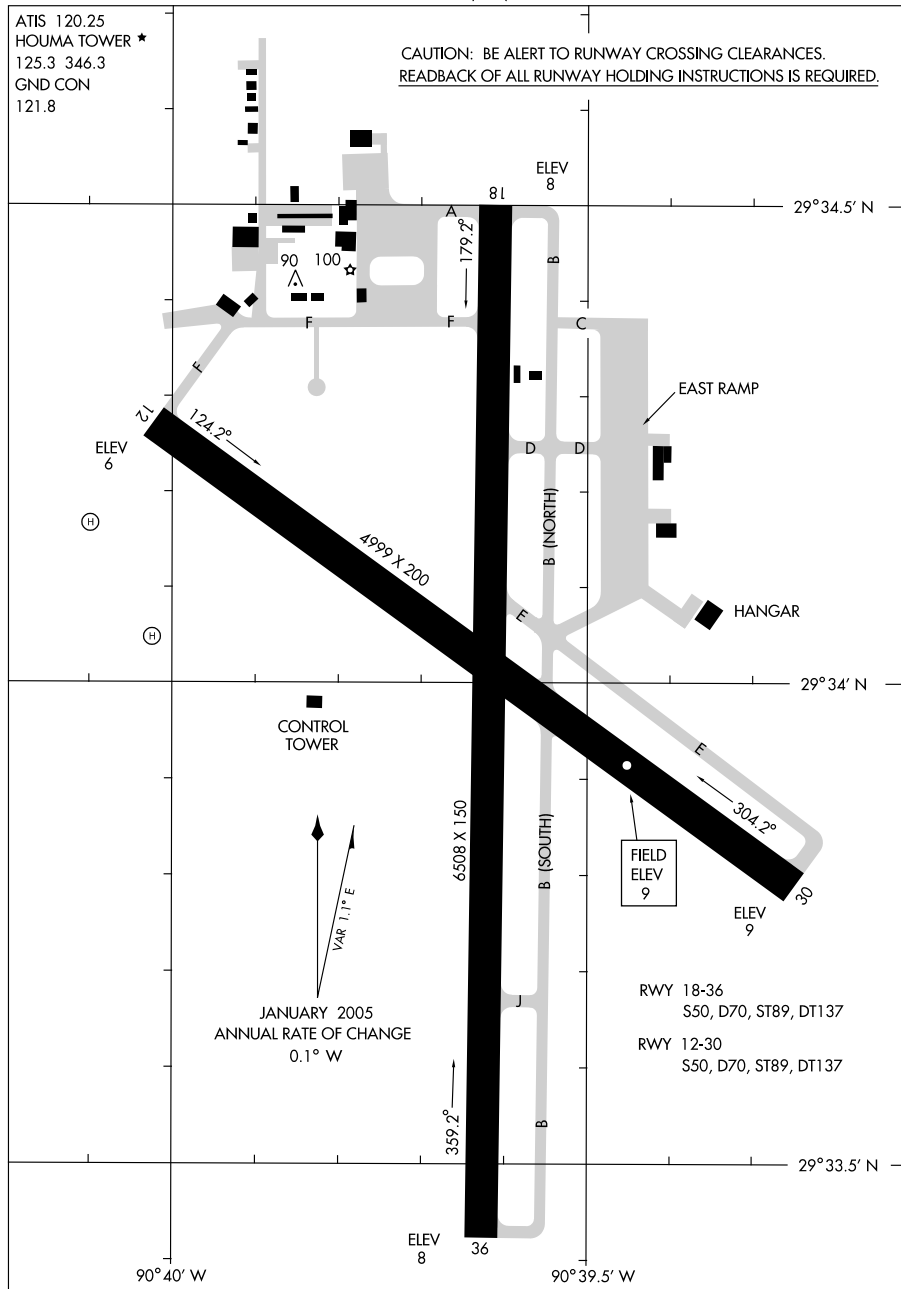 ATIS 120.25
HOUMA TOWER ★
125.3 346.3
GND CON
121.8
CAUTION: BE ALERT TO RUNWAY CROSSING CLEARANCES.
READBACK OF ALL RUNWAY HOLDING INSTRUCTIONS IS REQUIRED.
ELEV
8
18
29°34.5' N
A
179.2°
B
90
100
F
F
C
F
EAST RAMP
12
124.2°
ELEV
6
D
D
H
4999 X 200
B (NORTH)
E
HANGAR
H
29°34' N
CONTROL
TOWER
E
304.2°
6508 X 150
B (SOUTH)
FIELD
ELEV
9
30
ELEV
9
VAR 1.1° E
JANUARY 2005
ANNUAL RATE OF CHANGE
0.1° W
J
RWY 18-36
S50, D70, ST89, DT137
RWY 12-30
S50, D70, ST89, DT137
359.2°
B
29°33.5' N
ELEV
8
36
90°40' W
90°39.5' W